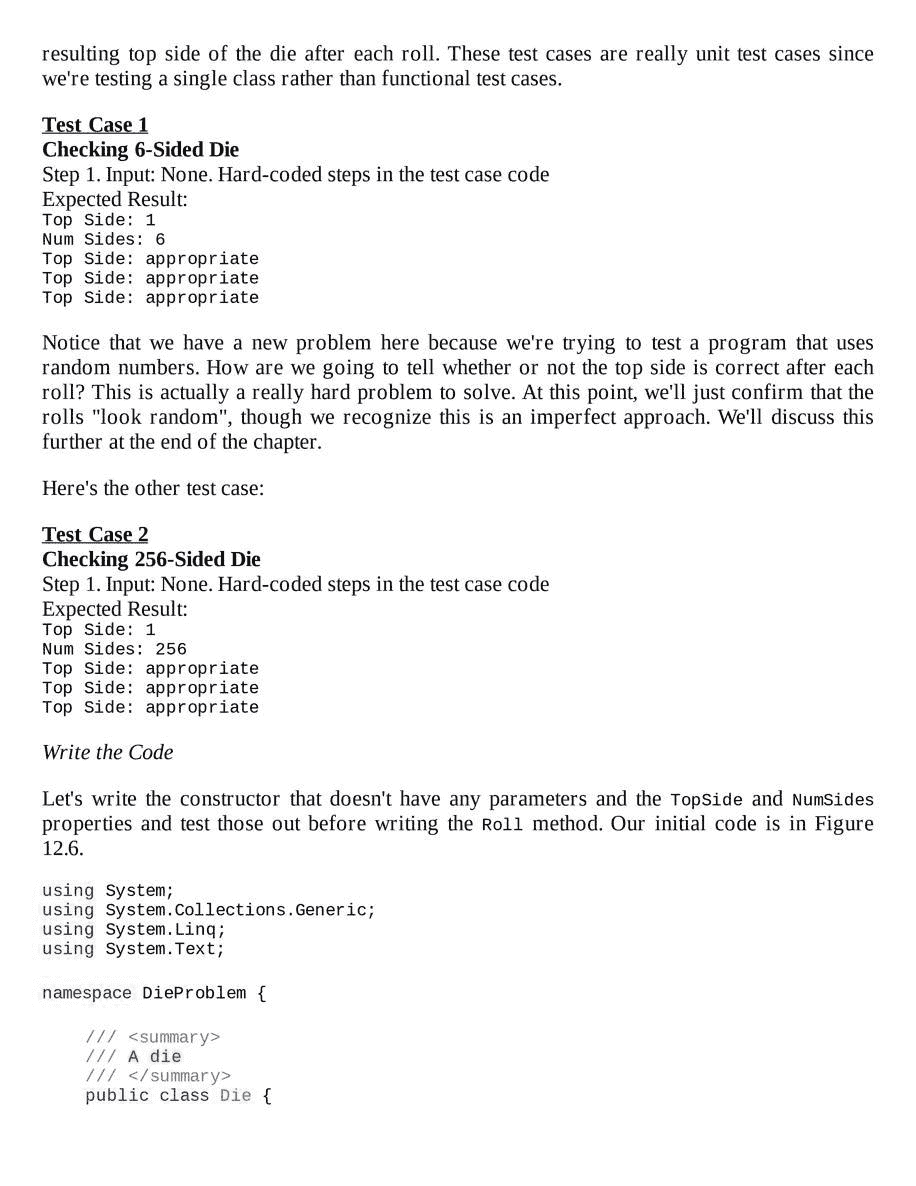 resulting top side of the die after each roll. These test cases are really unit test cases since
we're testing a single class rather than functional test cases.
Test Case 1
Checking 6-Sided Die
Step 1. Input: None. Hard-coded steps in the test case code
Expected Result:
Top Side: 1
Num Sides: 6
Top Side: appropriate
Top Side: appropriate
Top Side: appropriate
Notice that we have a new problem here because we're trying to test a program that uses
random numbers. How are we going to tell whether or not the top side is correct after each
roll? This is actually a really hard problem to solve. At this point, we'll just confirm that the
rolls "look random", though we recognize this is an imperfect approach. We'll discuss this
further at the end of the chapter.
Here's the other test case:
Test Case 2
Checking 256-Sided Die
Step 1. Input: None. Hard-coded steps in the test case code
Expected Result:
Top Side: 1
Num Sides: 256
Top Side: appropriate
Top Side: appropriate
Top Side: appropriate
Write the Code
Let's write the constructor that doesn't have any parameters and the TopSide and NumSides
properties and test those out before writing the Roll method. Our initial code is in Figure
12.6.
using System;
using System.Collections.Generic;
using System.Linq;
using System.Text;
namespace DieProblem {
/// <summary>
/// A die
/// </summary>
public class Die {